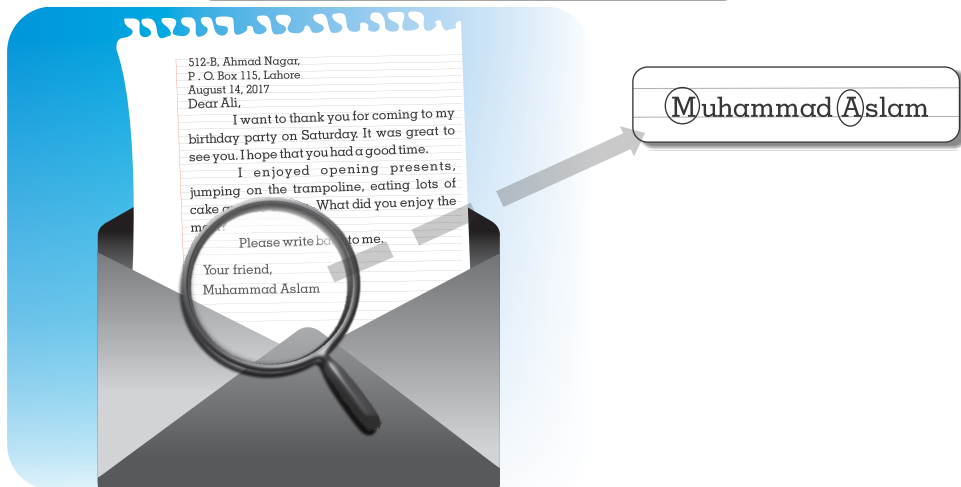 512-B, Ahmad Nagar,
P . O. Box 115, Lahore
August 14, 2017
Dear Ali,
I want to thank you for coming to my
birthday party on Saturday. It was great to
see you. I hope that you had a good time.
I enjoyed opening presents,
jumping on the trampoline, eating lots of
cake What did you enjoy the
Please write to me.
Your friend,
Muhammad Aslam
Muhammad Aslam